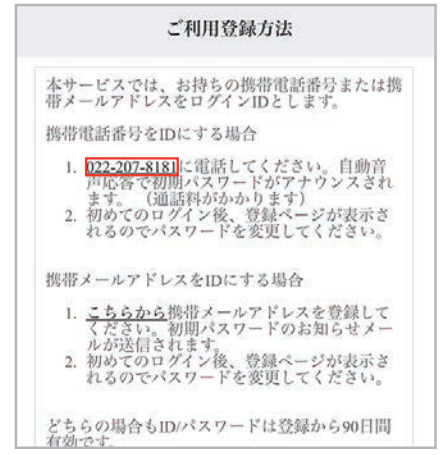 ご利用登録方法
本サービスでは、お持ちの携帯電話番号または携
帯メールアドレスをログインIDとします。
携帯電話番号をIDにする場合
1. 022-207-8181に電話してください。自動音
声応答で初期パスワードがアナウンスされ
ます。（通話料がかかります）
2. 初めてのログイン後、登録ページが表示さ
れるのでパスワードを変更してください。
携帯メールアドレスをIDにする場合
1. こちらから携帯メールアドレスを登録して
ください。初期パスワードのお知らせメー
ルが送信されます。
2. 初めてのログイン後、登録ページが表示さ
れるのでパスワードを変更してください。
どちらの場合もID/パスワードは登録から90日間
有効です。